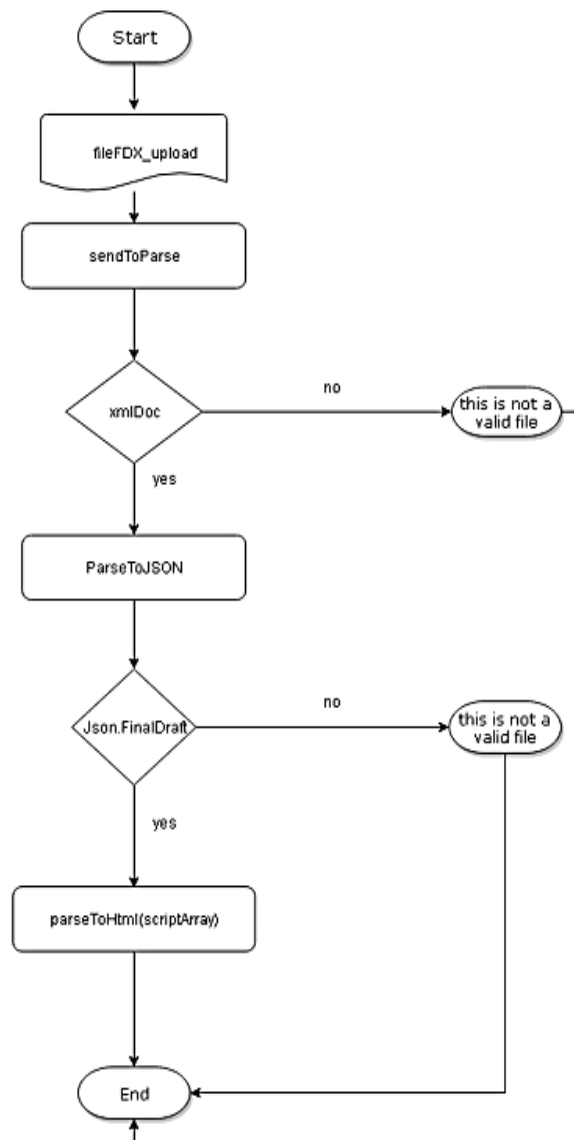 Start
fileFDX_upload
sendToParse
xmlDoc
no
this is not a
valid file
yes
ParseToJSON
Json.FinalDraft
no
this is not a
valid file
yes
parseToHtml(scriptArray)
End